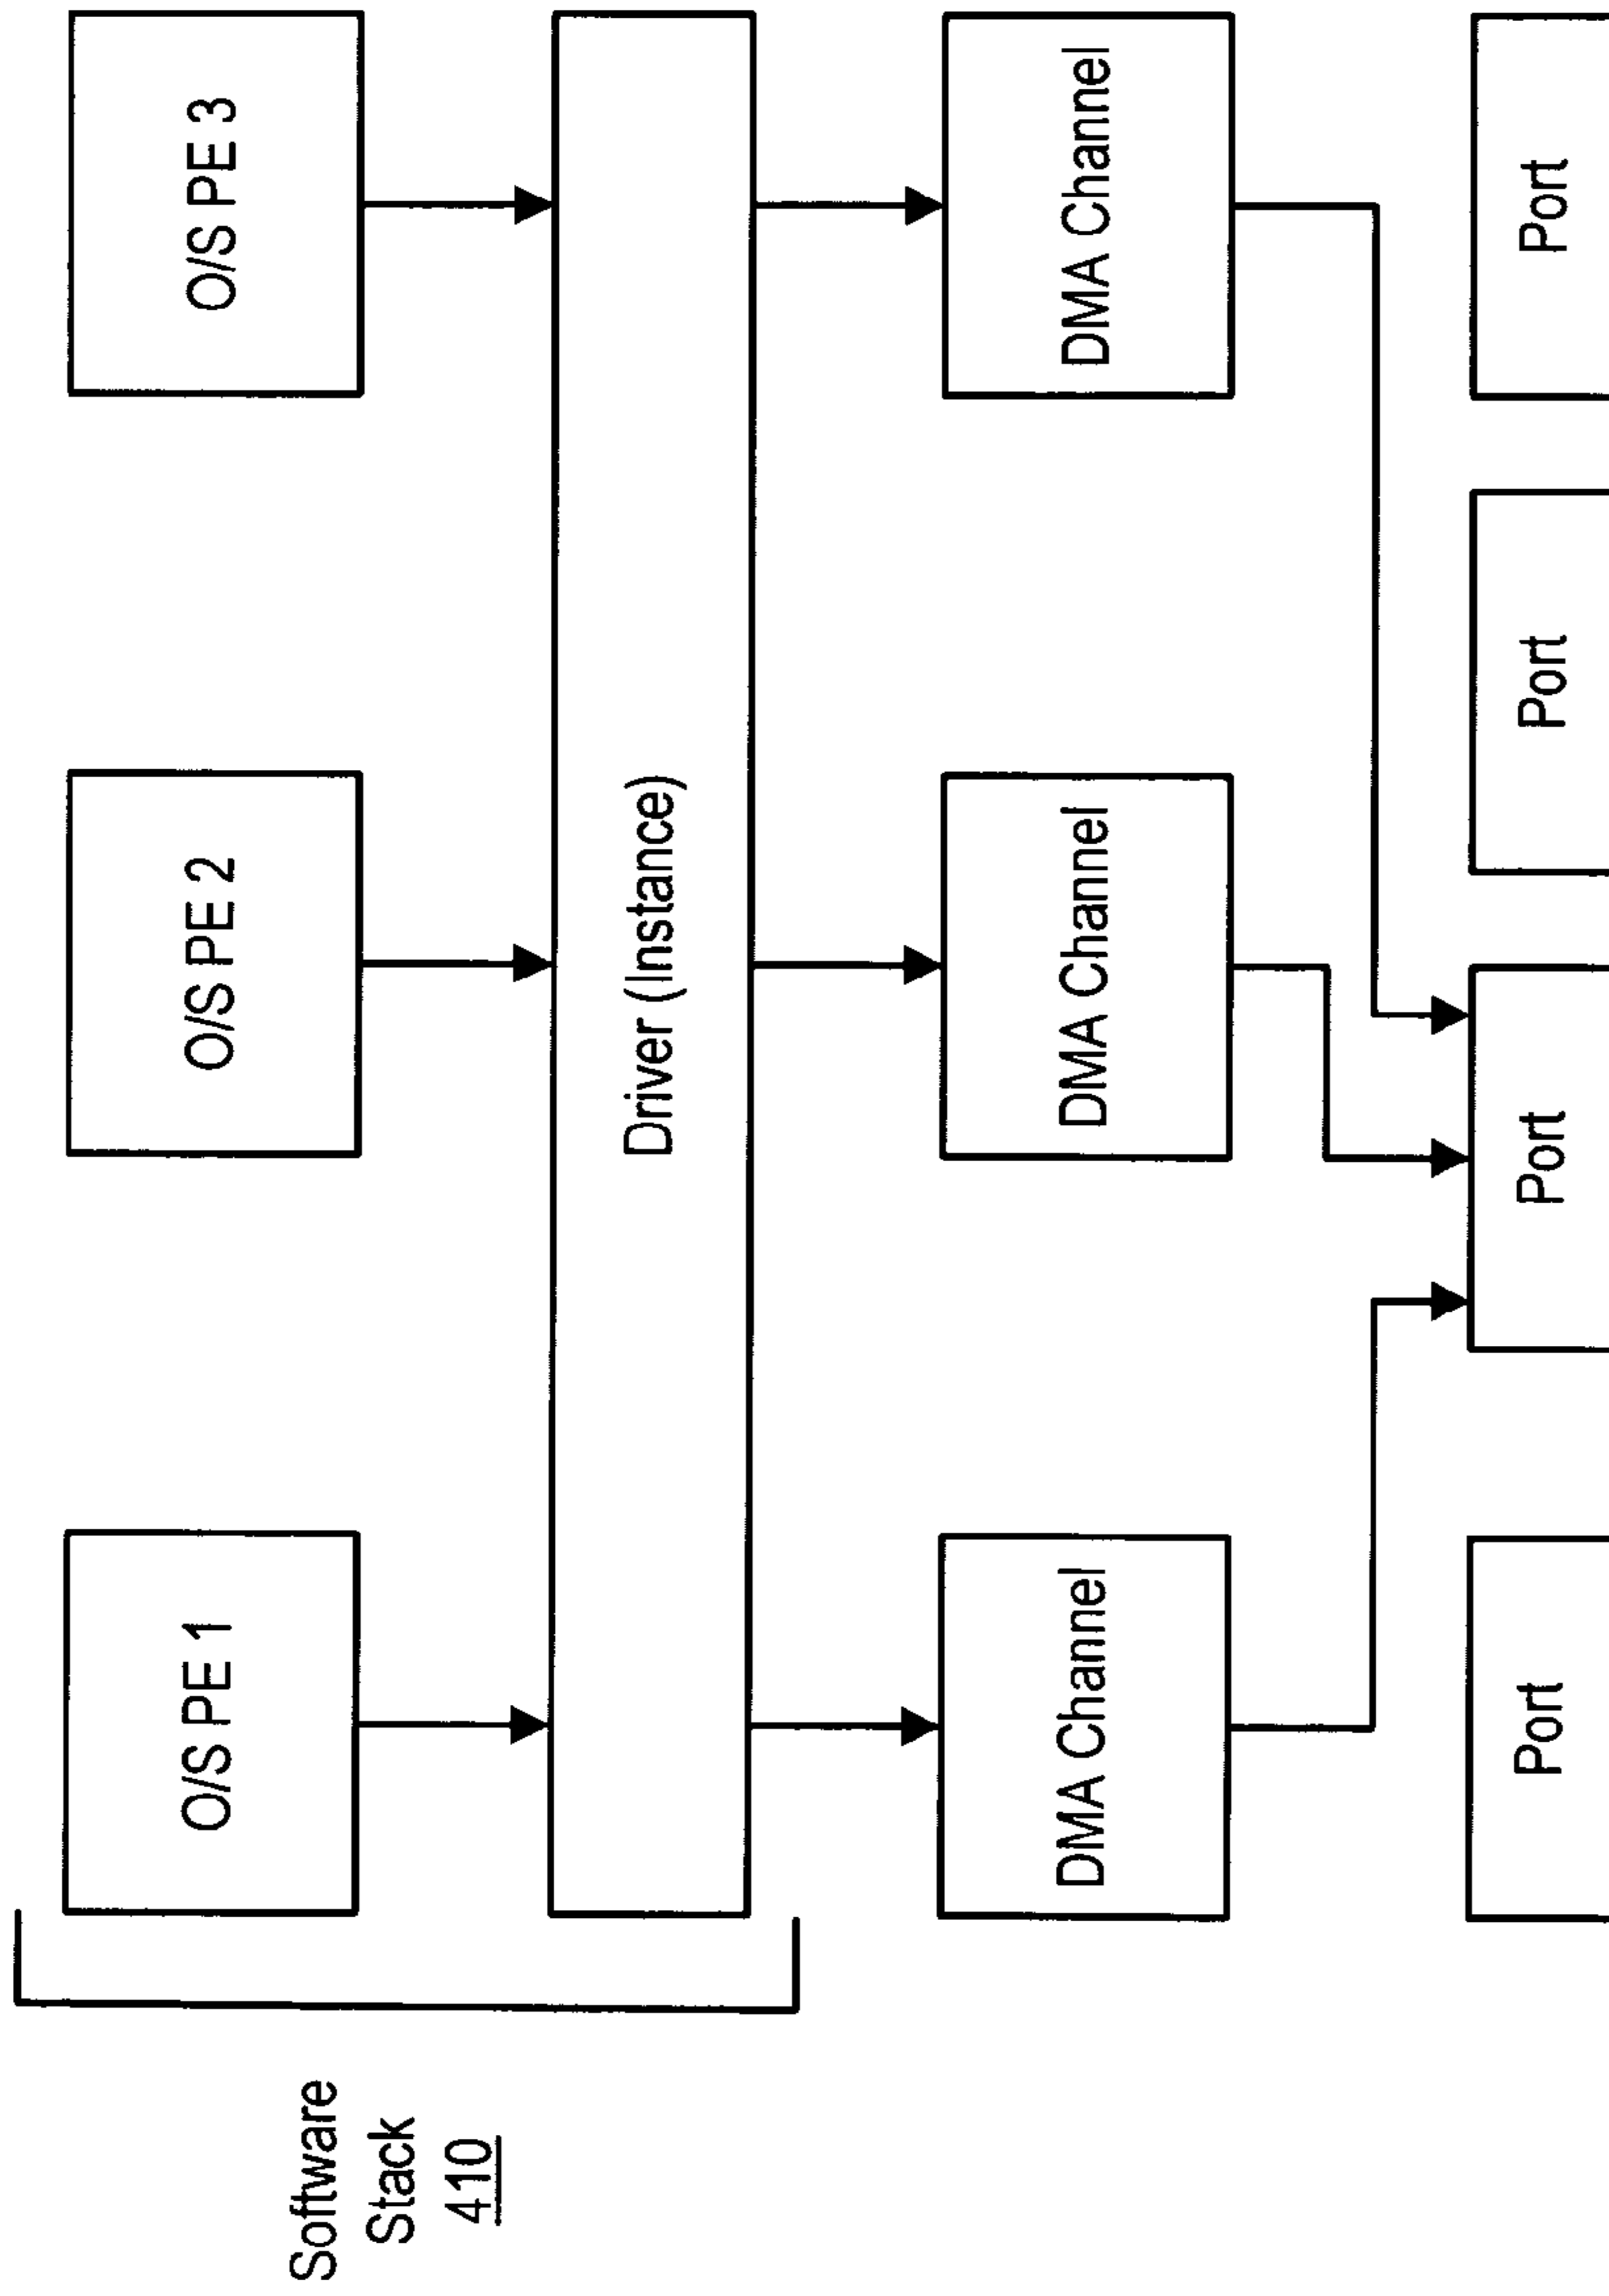 O/S PE 1
O/S PE 2
O/S PE 3
Software
Stack
410
Driver (Instance)
DMA Channel
DMA Channel
DMA Channel
Port
Port
Port
Port